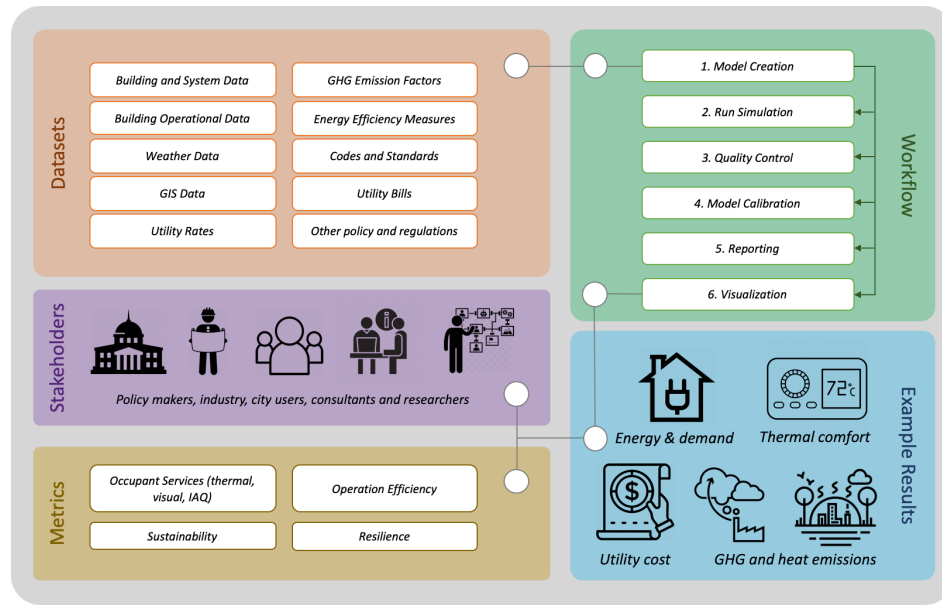 Datasets
Building and System Data
GHG Emission Factors
Building Operational Data
Energy Efficiency Measures
Weather Data
Codes and Standards
GIS Data
Utility Bills
Utility Rates
Other policy and regulations
Workflow
1. Model Creation
2. Run Simulation
3. Quality Control
4. Model Calibration
5. Reporting
6. Visualization
Stakeholders
Policy makers, industry, city users, consultants and researchers
Metrics
Occupant Services (thermal,
visual, IAQ)
Operation Efficiency
Sustainability
Resilience
Example Results
72°C
Energy & demand
Thermal comfort
$
Utility cost
GHG and heat emissions